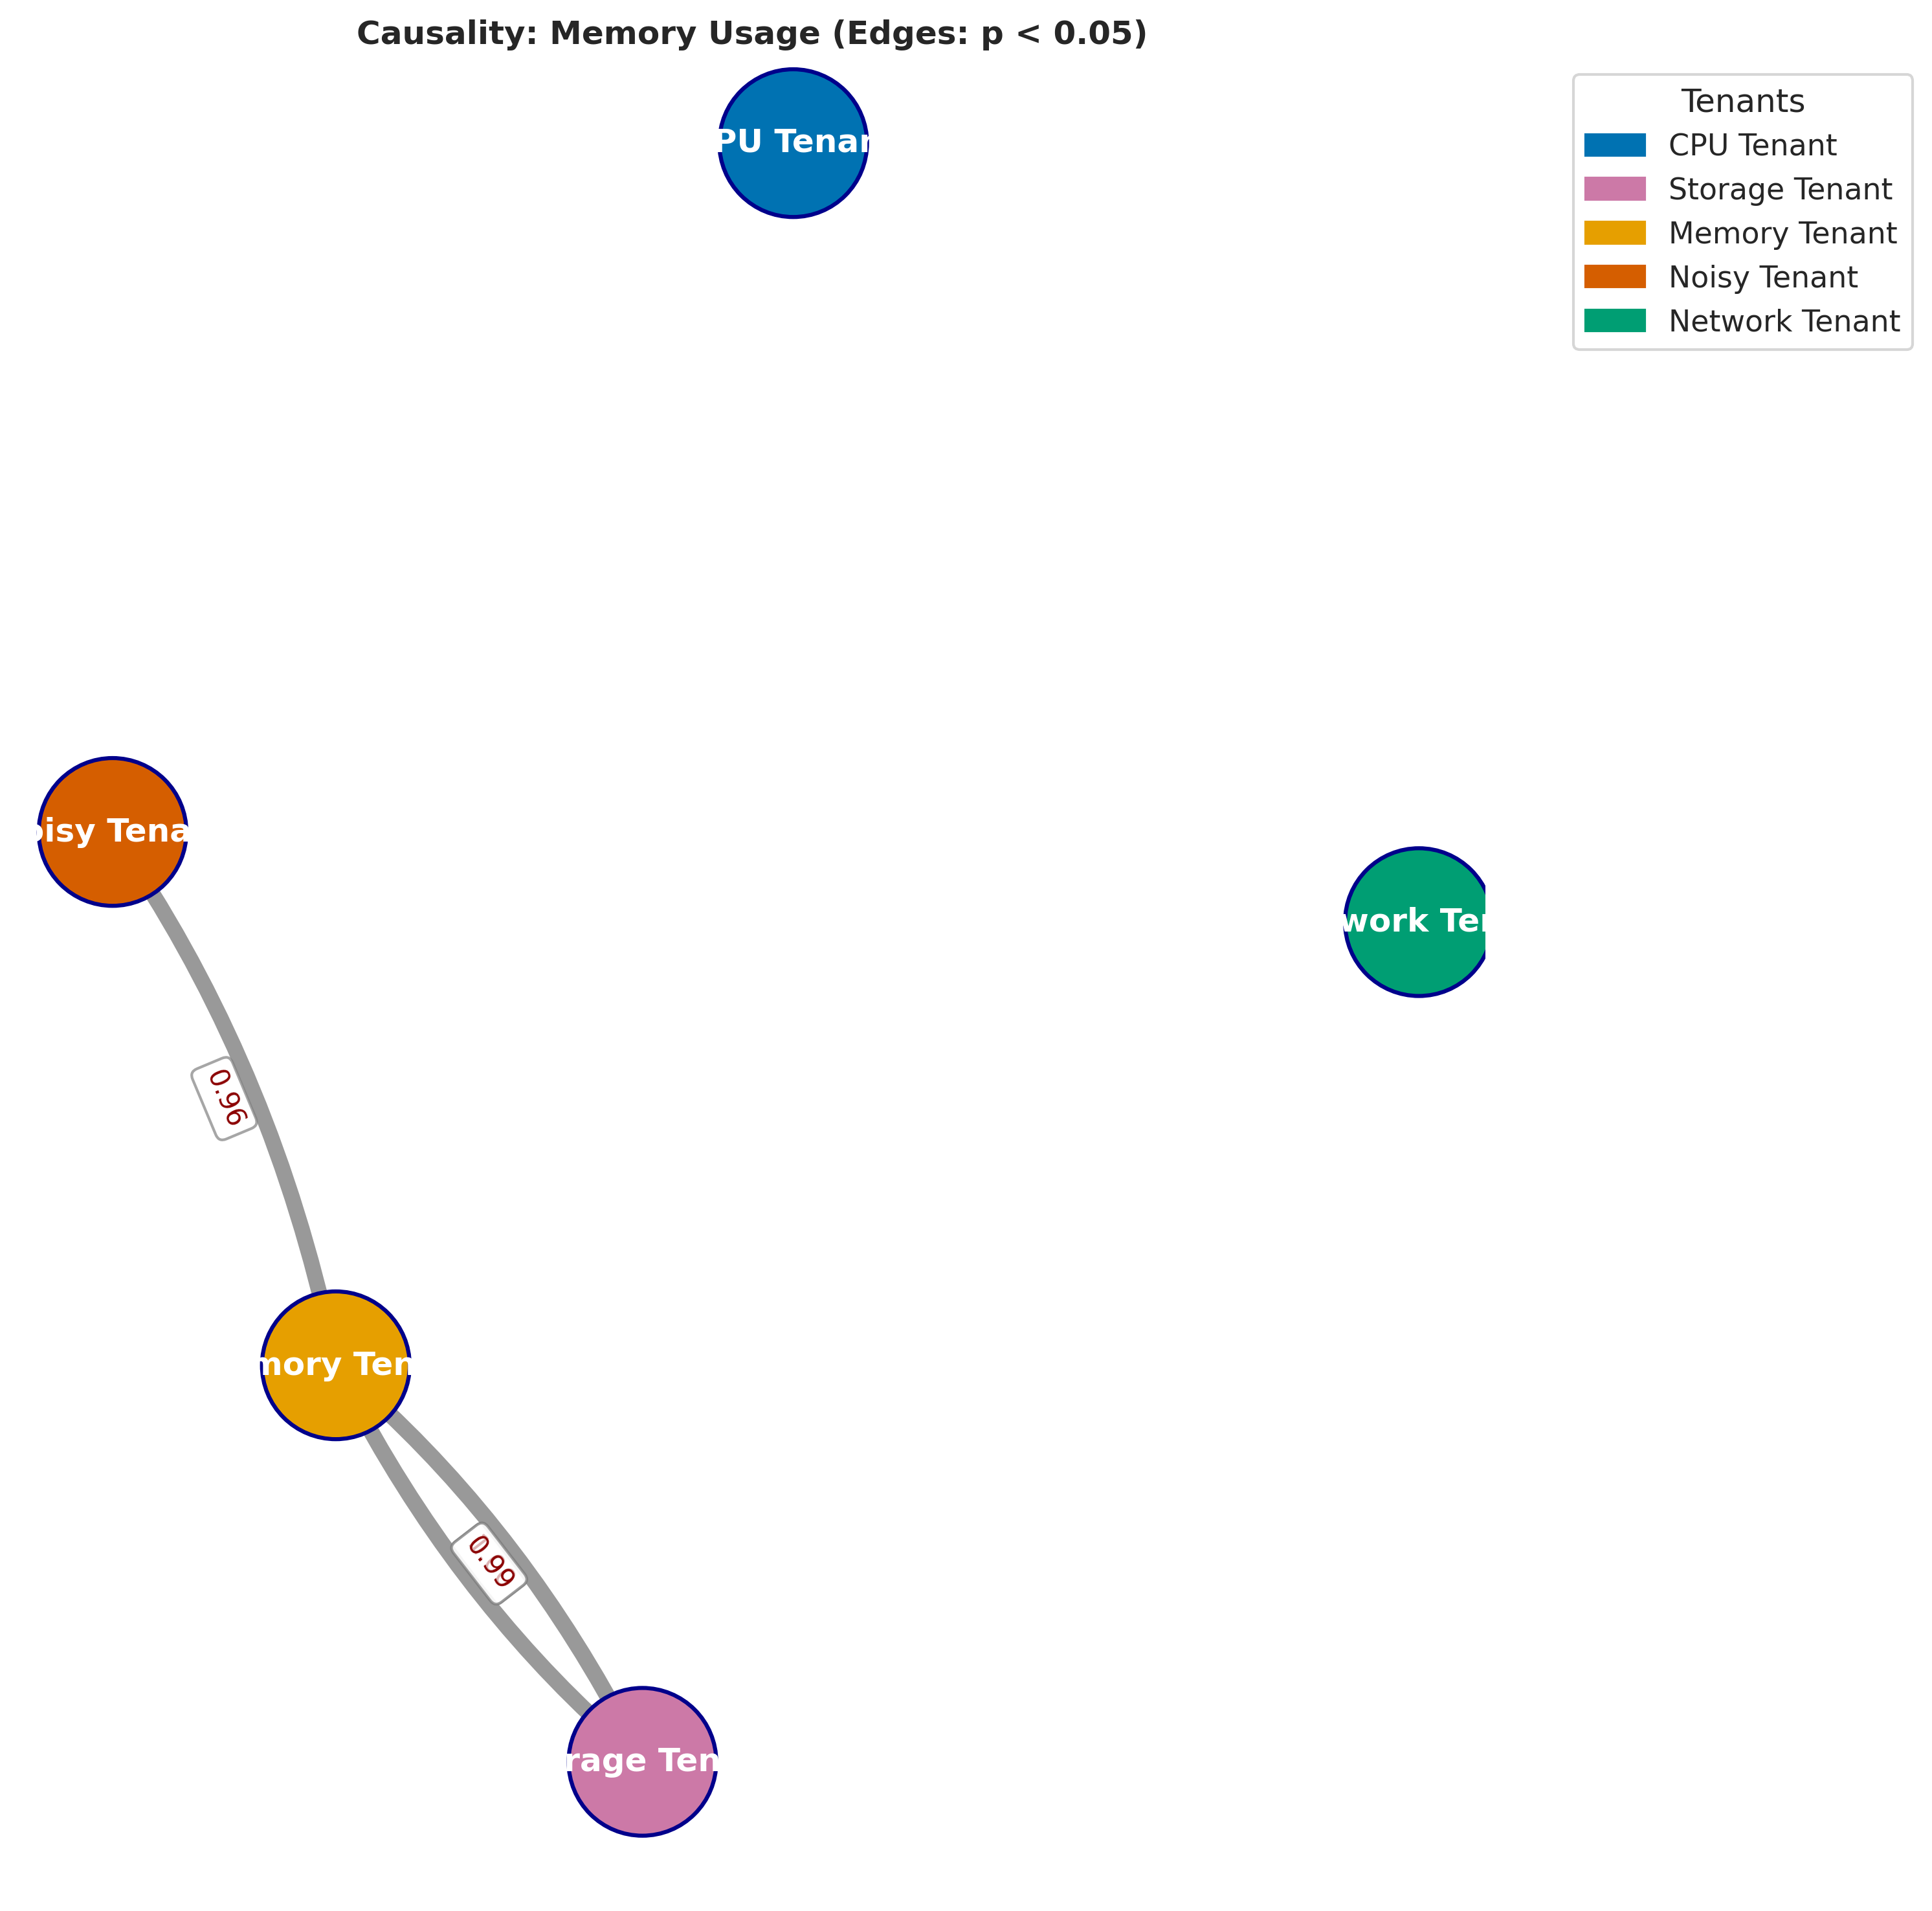 Causality: Memory Usage (Edges: p < 0.05)
PU Tenan
Tenants
CPU Tenant
Storage Tenant
Memory Tenant
Noisy Tenant
Network Tenant
oisy Tena
work Ten
0.96
mory Ten
0.99
rage Ten